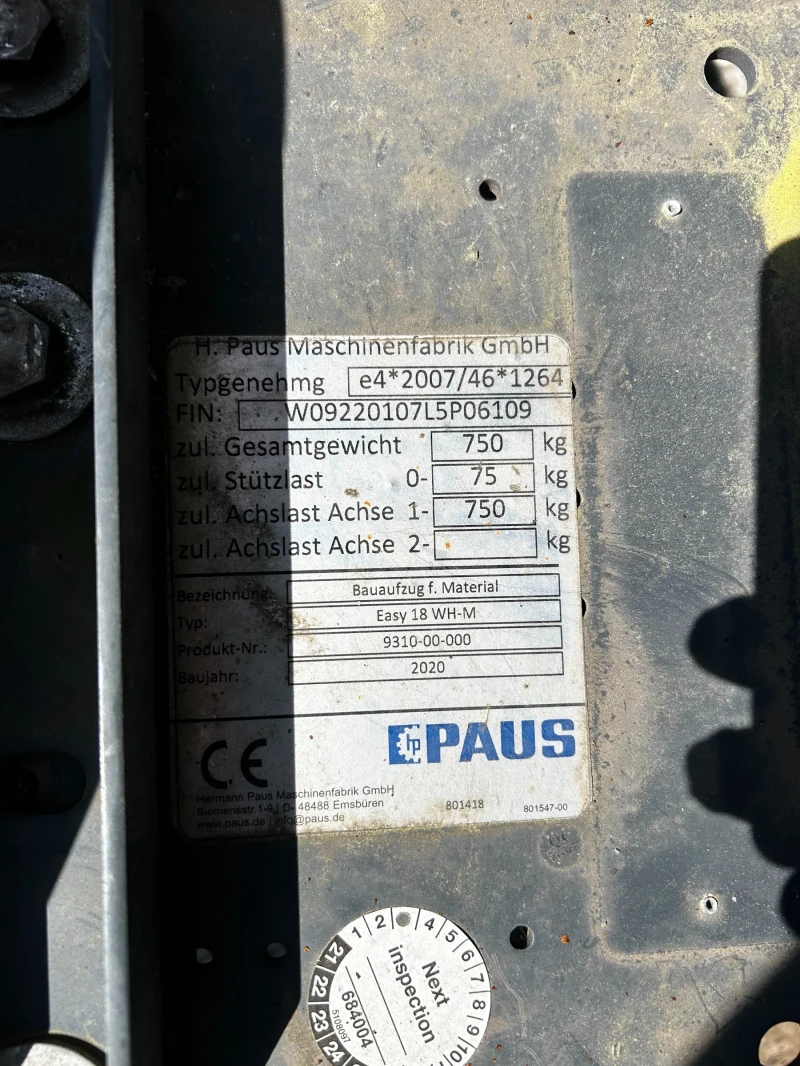 H. Paus Maschinenfabrik GmbH
Typgenehmg e4*2007/46*1264
FIN: W09220107L5P06109
zul. Gesamtgewicht 750 kg
zul. Stützlast 0- 75 kg
zul. Achslast Achse 1- 750 kg
zul. Achslast Achse 2- kg
Bezeichnung: Bauaufzug f. Material
Typ: Easy 18 WH-M
Produkt-Nr.: 9310-00-000
Baujahr: 2020
CE hp PAUS
Hermann Paus Maschinenfabrik GmbH
Siemensstr. 1-9 | D- 48488 Emsbüren 801418 801547-00
www.paus.de | info@paus.de
1 2 4 5 6 7 8 9 10
21 22 23 24
Next
inspection
684004
5108097